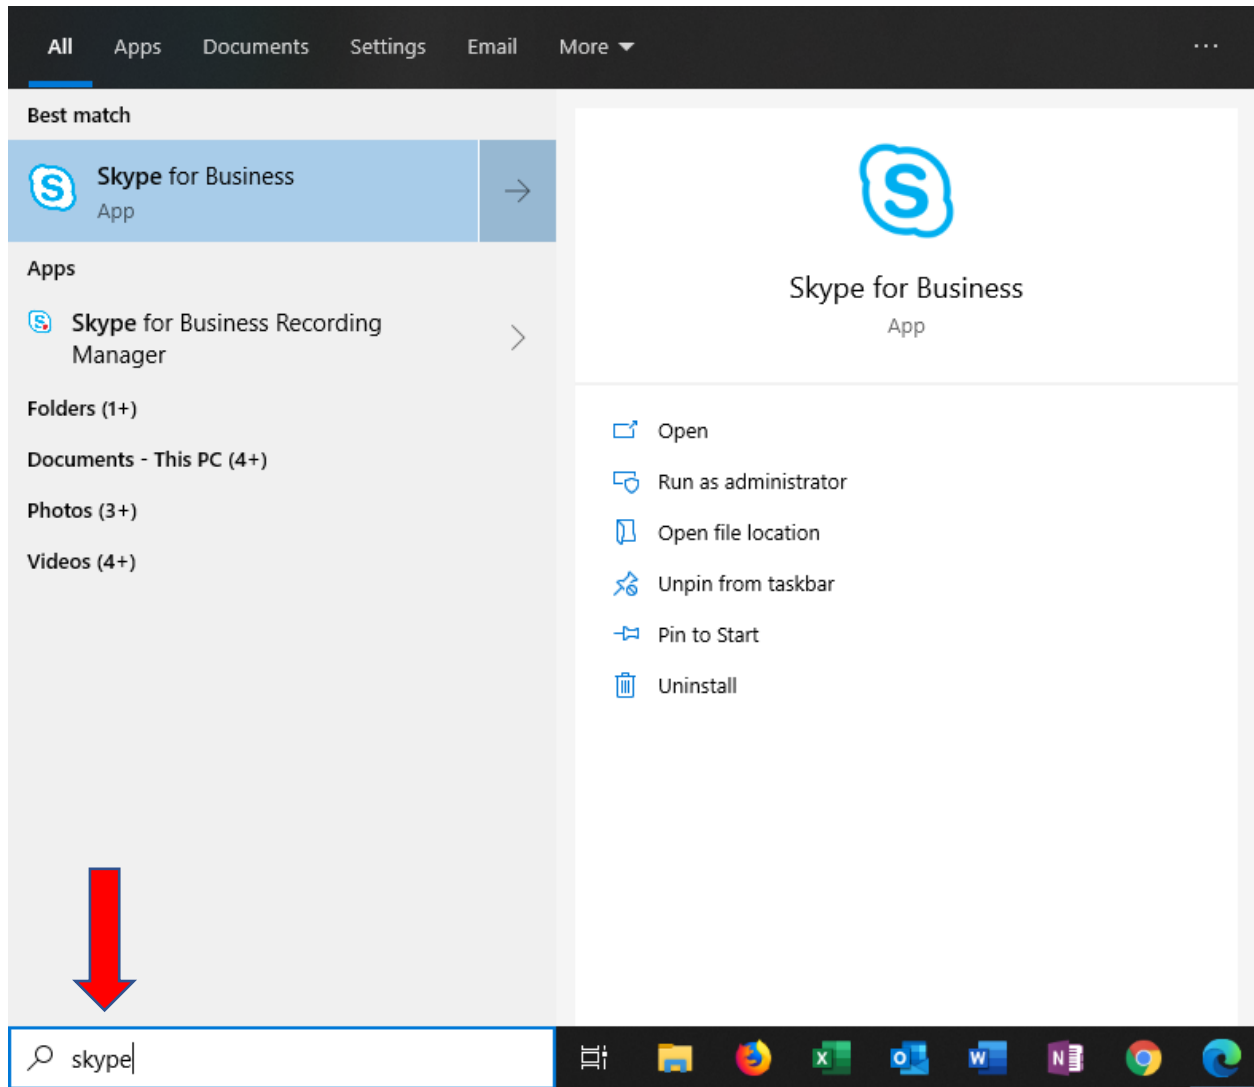 All Apps Documents Settings Email More ...
Best match
Skype for Business
App
Apps
Skype for Business Recording
Manager
Folders (1+)
Documents - This PC (4+)
Photos (3+)
Videos (4+)
S
Skype for Business
App
Open
Run as administrator
Open file location
Unpin from taskbar
Pin to Start
Uninstall
skype